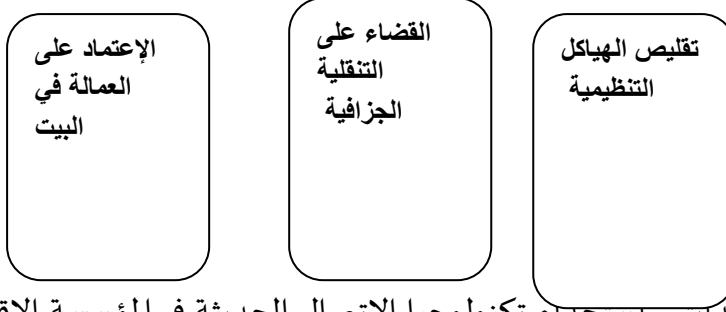 تقليص الهياكل
التنظيمية
القضاء على
التنقلية
الجزافية
الإعتماد على
العمالة في
البيت
تكنولوجيا الاتصال الحديثة في المؤسسة